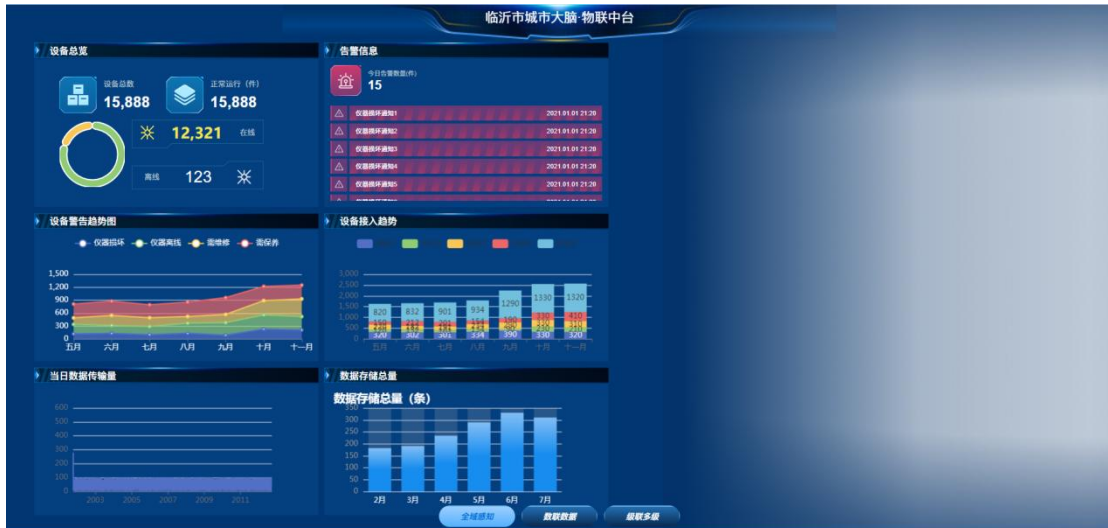 临沂市城市大脑·物联中台
设备总览
设备总数
15,888
正常运行（件）
15,888
12,321 在线
离线 123
告警信息
今日告警数量(件)
15
仪器损坏通知1 2021.01.01 21:20
仪器损坏通知2 2021.01.01 21:20
仪器损坏通知3 2021.01.01 21:20
仪器损坏通知4 2021.01.01 21:20
仪器损坏通知5 2021.01.01 21:20
设备警告趋势图
仪器损坏 仪器离线 需维修 需保养
1,500
1,200
900
600
300
0
五月 六月 七月 八月 九月 十月 十一月
设备接入趋势
3,000
2,500
2,000
1,500
1,000
500
0
820 832 901 934 1290 1330 1320
320 302 301 334 390 330 320
五月 六月 七月 八月 九月 十月 十一月
当日数据传输量
600
500
400
300
200
100
0
2003 2005 2007 2009 2011
数据存储总量
数据存储总量（条）
350
300
250
200
150
100
50
0
2月 3月 4月 5月 6月 7月
全域感知 数联数据 级联多级